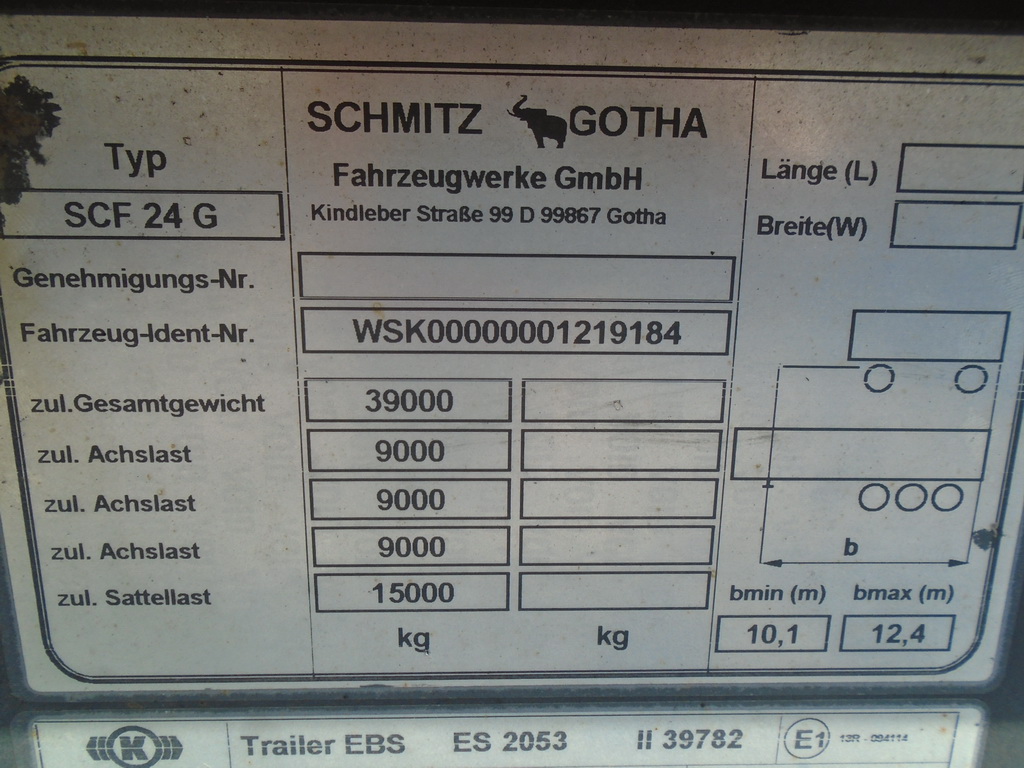 SCHMITZ GOTHA
Fahrzeugwerke GmbH
Kindleber Straße 99 D 99867 Gotha
Typ
SCF 24 G
Länge (L)
Breite(W)
Genehmigungs-Nr.
Fahrzeug-Ident-Nr. WSK00000001219184
zul.Gesamtgewicht 39000
zul. Achslast 9000
zul. Achslast 9000
zul. Achslast 9000
zul. Sattellast 15000
kg kg
b
bmin (m) bmax (m)
10,1 12,4
K Trailer EBS ES 2053 II 39782 E1 13R - 094114